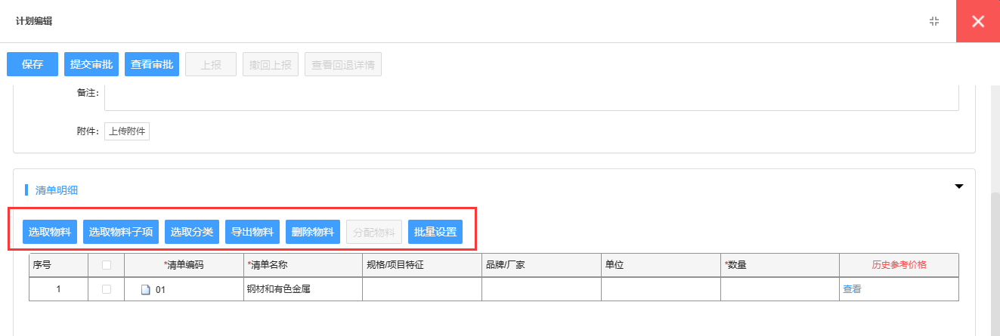 计划编辑
保存 提交审批 查看审批 上报 撤回上报 查看回退详情
备注:
附件: 上传附件
清单明细
选取物料 选取物料子项 选取分类 导出物料 删除物料 分配物料 批量设置
序号 *清单编码 *清单名称 规格/项目特征 品牌/厂家 单位 *数量 历史参考价格
1 01 钢材和有色金属 查看